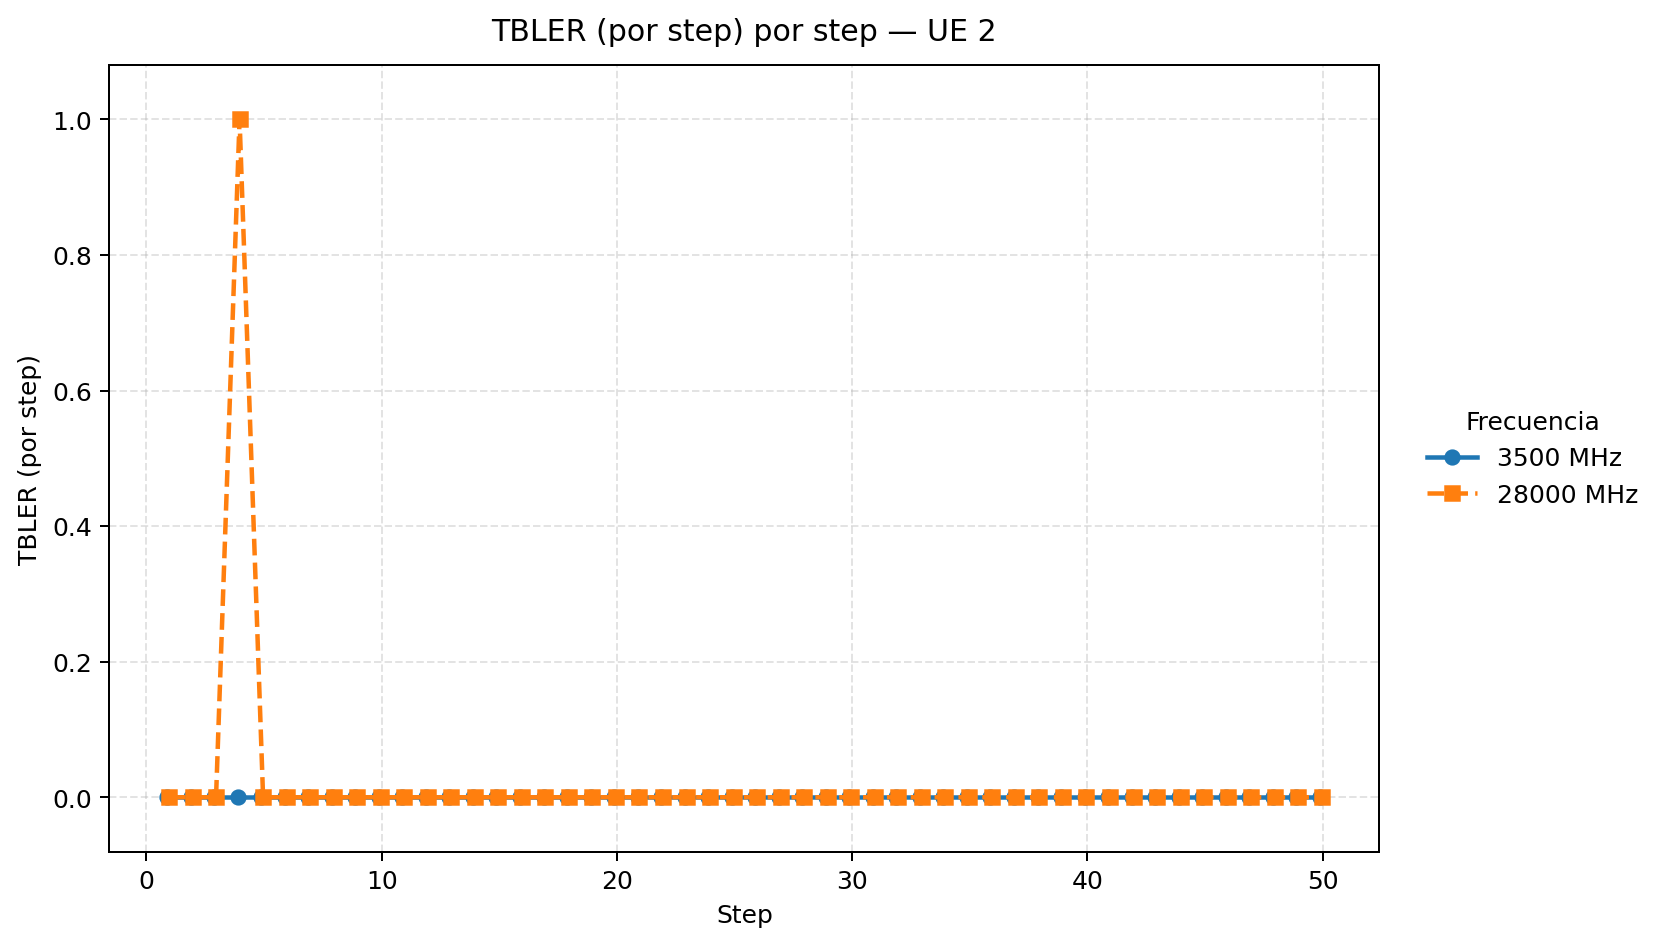 TBLER (por step) por step — UE 2
TBLER (por step)
1.0
0.8
0.6
0.4
0.2
0.0
0 10 20 30 40 50
Step
Frecuencia
3500 MHz
28000 MHz